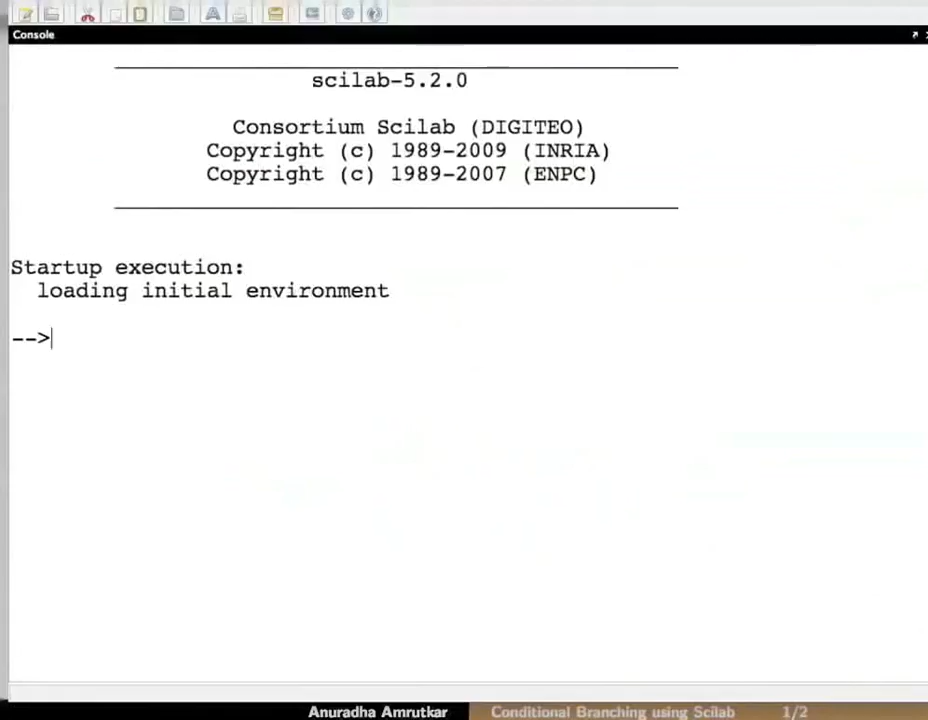 Console
scilab-5.2.0
Consortium Scilab (DIGITEO)
Copyright (c) 1989-2009 (INRIA)
Copyright (c) 1989-2007 (ENPC)
Startup execution:
loading initial environment
-->
Anuradha Amrutkar Conditional Branching using Scilab 1/2